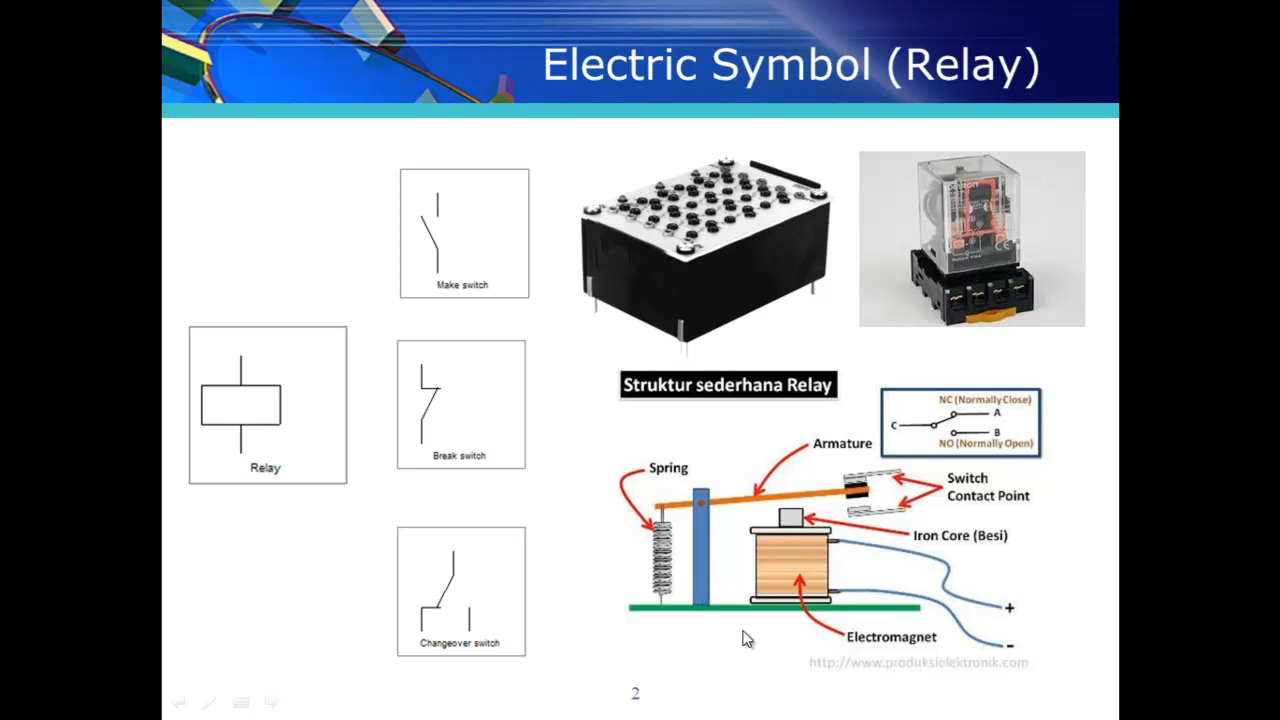 Electric Symbol (Relay)
Make switch
Relay
Break switch
Changeover switch
Struktur sederhana Relay
NC (Normally Close)
C
A
B
NO (Normally Open)
Armature
Spring
Switch
Contact Point
Iron Core (Besi)
+
Electromagnet
-
http://www.produksielektronik.com
2